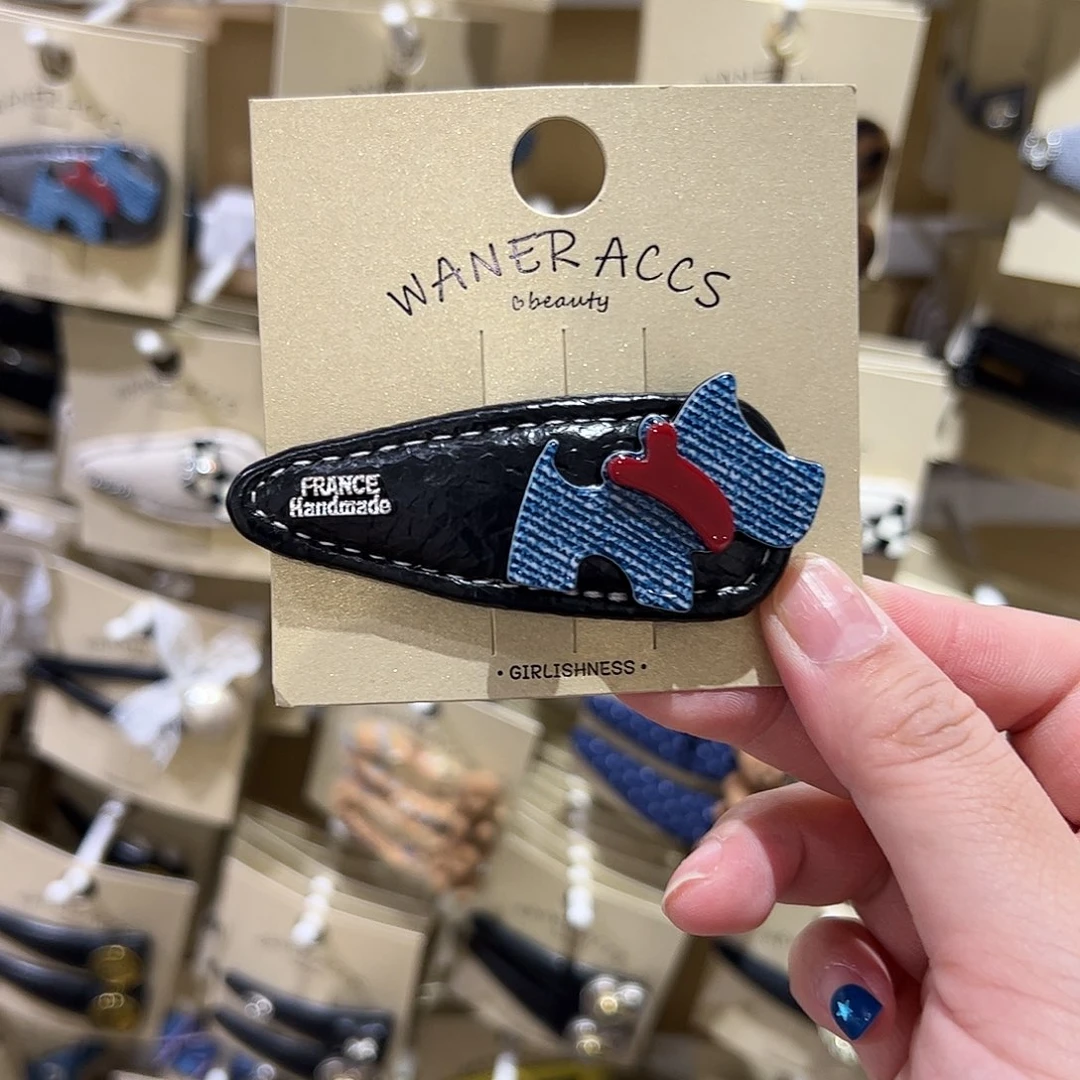 WANER ACCS
beauty
FRANCE
Handmade
• GIRLISHNESS •